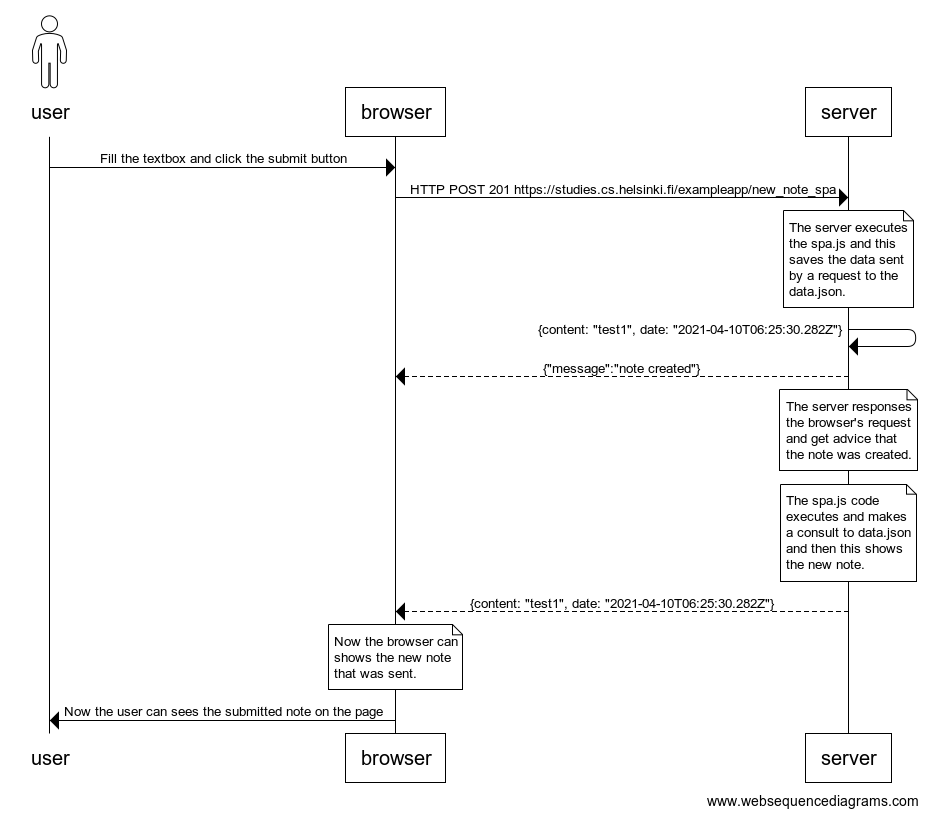 user
browser
server
Fill the textbox and click the submit button
HTTP POST 201 https://studies.cs.helsinki.fi/exampleapp/new_note_spa
The server executes
the spa.js and this
saves the data sent
by a request to the
data.json.
{content: "test1", date: "2021-04-10T06:25:30.282Z"}
{"message":"note created"}
The server responses
the browser's request
and get advice that
the note was created.
The spa.js code
executes and makes
a consult to data.json
and then this shows
the new note.
{content: "test1", date: "2021-04-10T06:25:30.282Z"}
Now the browser can
shows the new note
that was sent.
Now the user can sees the submitted note on the page
user
browser
server
www.websequencediagrams.com